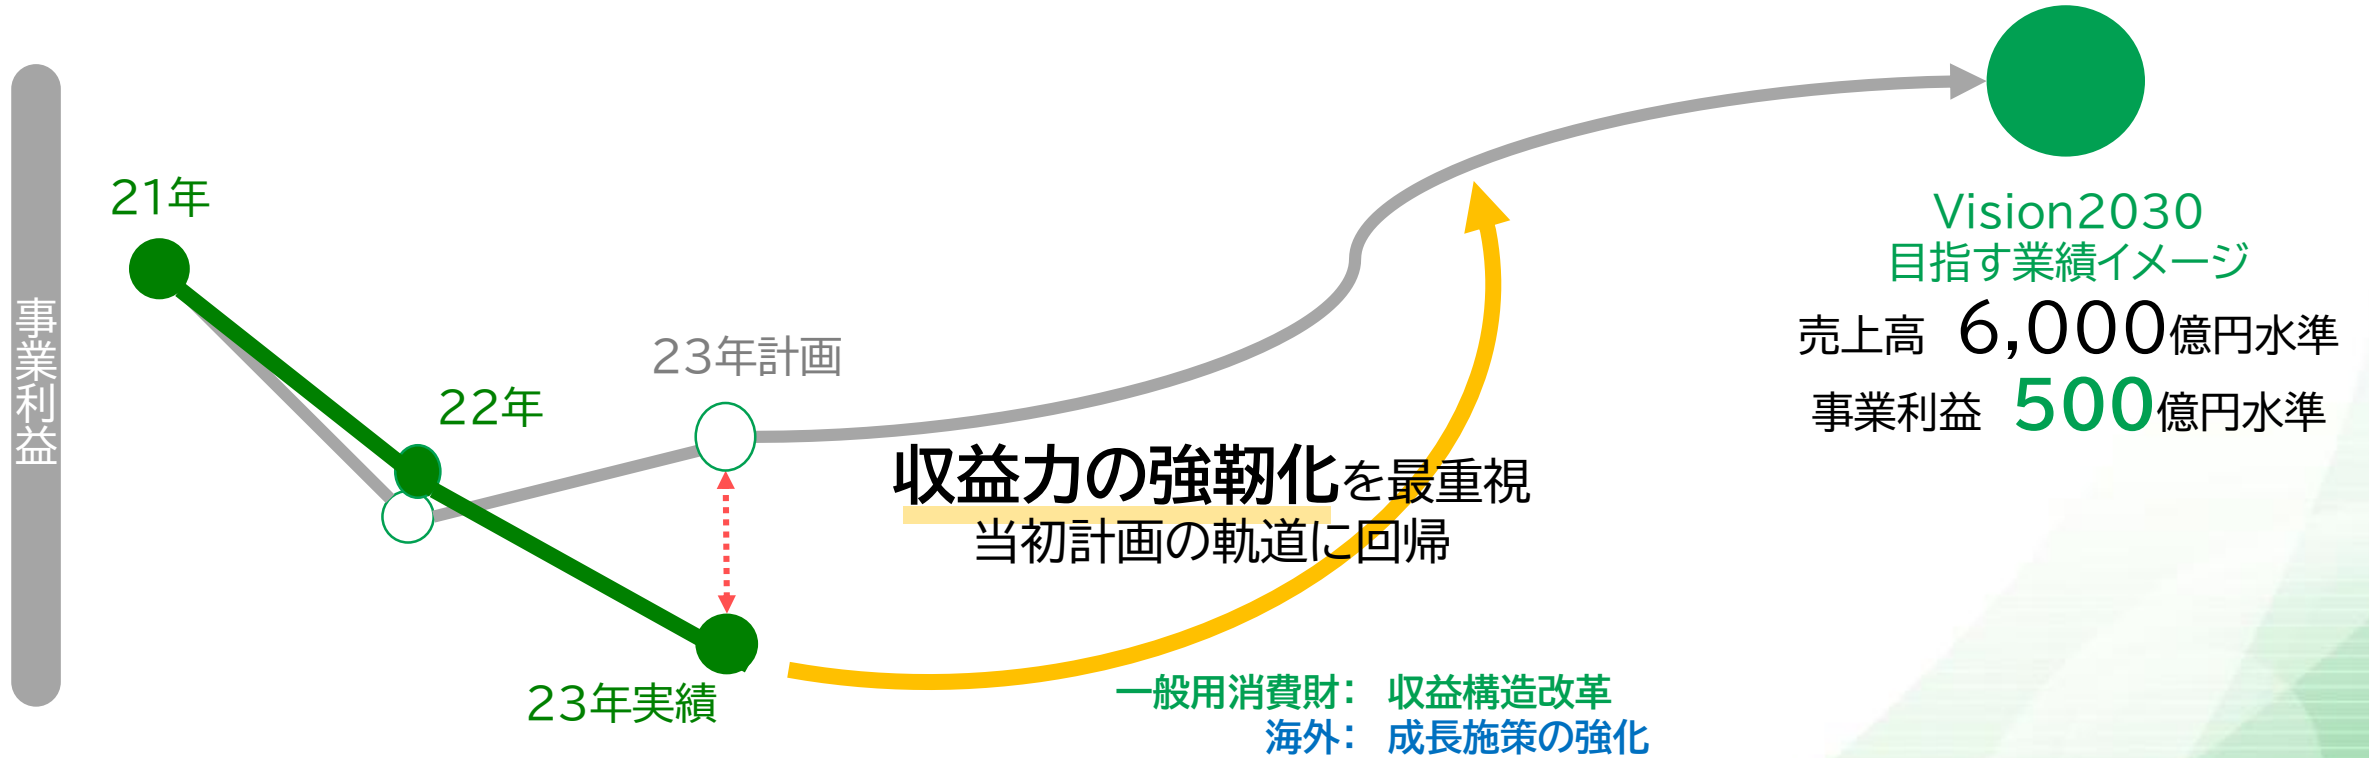 事業利益
21年
22年
23年計画
23年実績
収益力の強靭化を最重視
当初計画の軌道に回帰
一般用消費財： 収益構造改革
海外： 成長施策の強化
Vision2030
目指す業績イメージ
売上高 6,000億円水準
事業利益 500億円水準